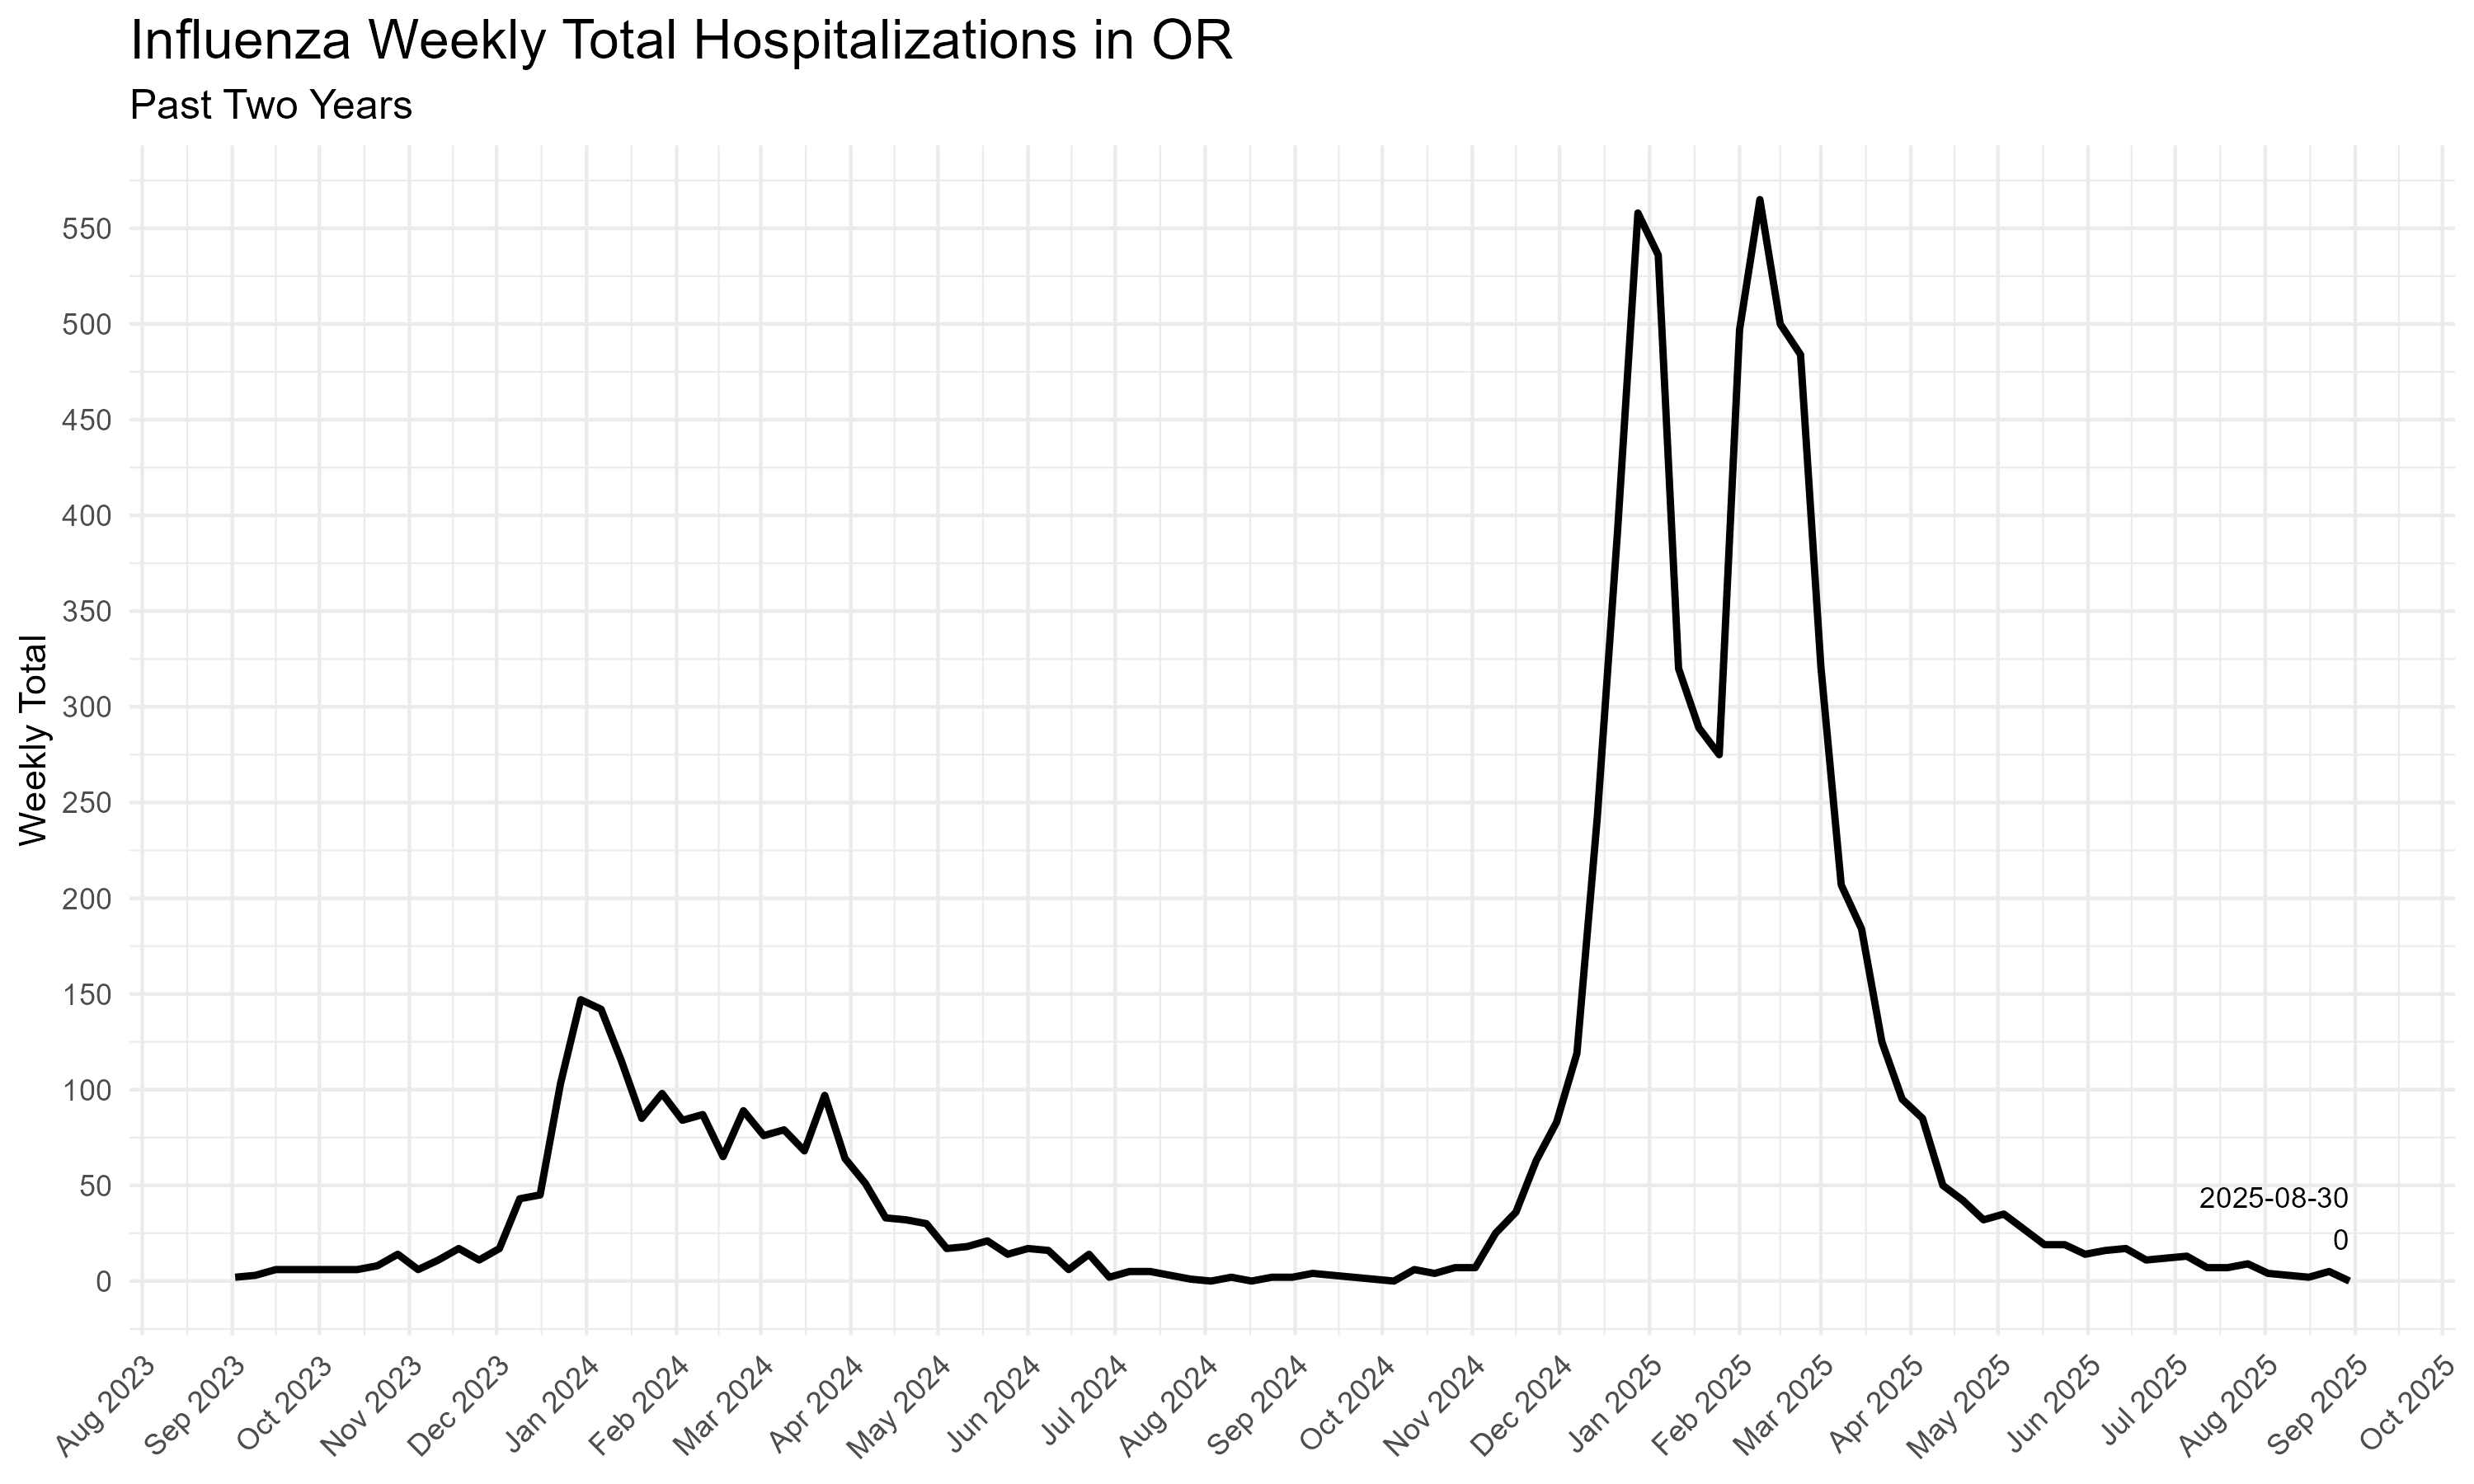 Influenza Weekly Total Hospitalizations in OR
Past Two Years
Weekly Total
550
500
450
400
350
300
250
200
150
100
50
0
2025-08-30
0
Aug 2023
Sep 2023
Oct 2023
Nov 2023
Dec 2023
Jan 2024
Feb 2024
Mar 2024
Apr 2024
May 2024
Jun 2024
Jul 2024
Aug 2024
Sep 2024
Oct 2024
Nov 2024
Dec 2024
Jan 2025
Feb 2025
Mar 2025
Apr 2025
May 2025
Jun 2025
Jul 2025
Aug 2025
Sep 2025
Oct 2025